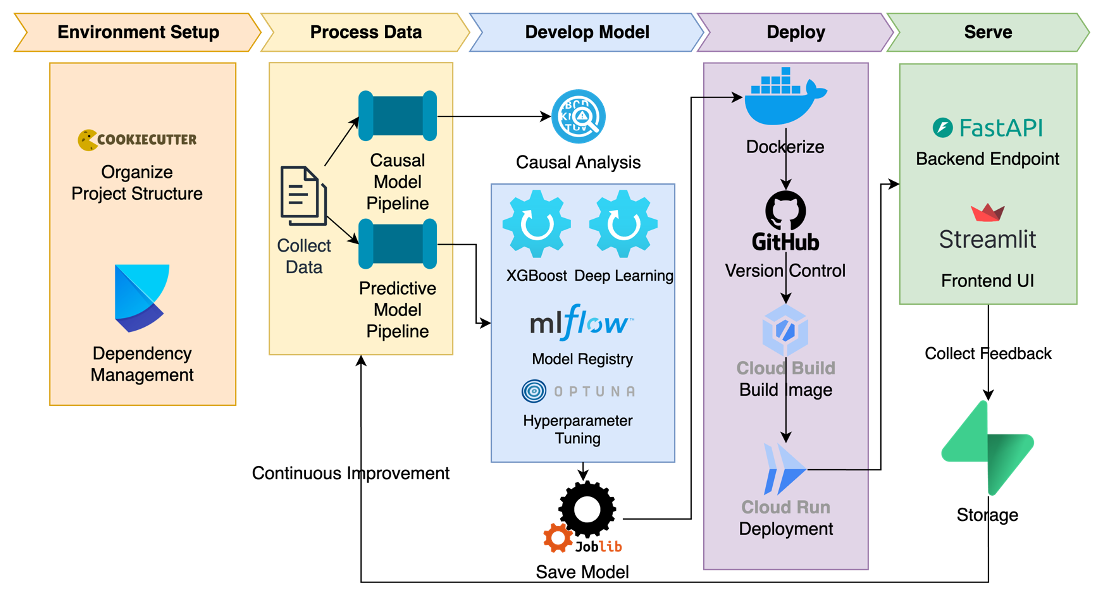 Environment Setup
Process Data
Develop Model
Deploy
Serve
COOKIECUTTER
Organize
Project Structure
Dependency
Management
Collect
Data
Causal
Model
Pipeline
Predictive
Model
Pipeline
Causal Analysis
XGBoost
Deep Learning
mlflow™
Model Registry
OPTUNA
Hyperparameter
Tuning
Joblib
Save Model
Dockerize
GitHub
Version Control
Cloud Build
Build Image
Cloud Run
Deployment
FastAPI
Backend Endpoint
Streamlit
Frontend UI
Collect Feedback
Storage
Continuous Improvement